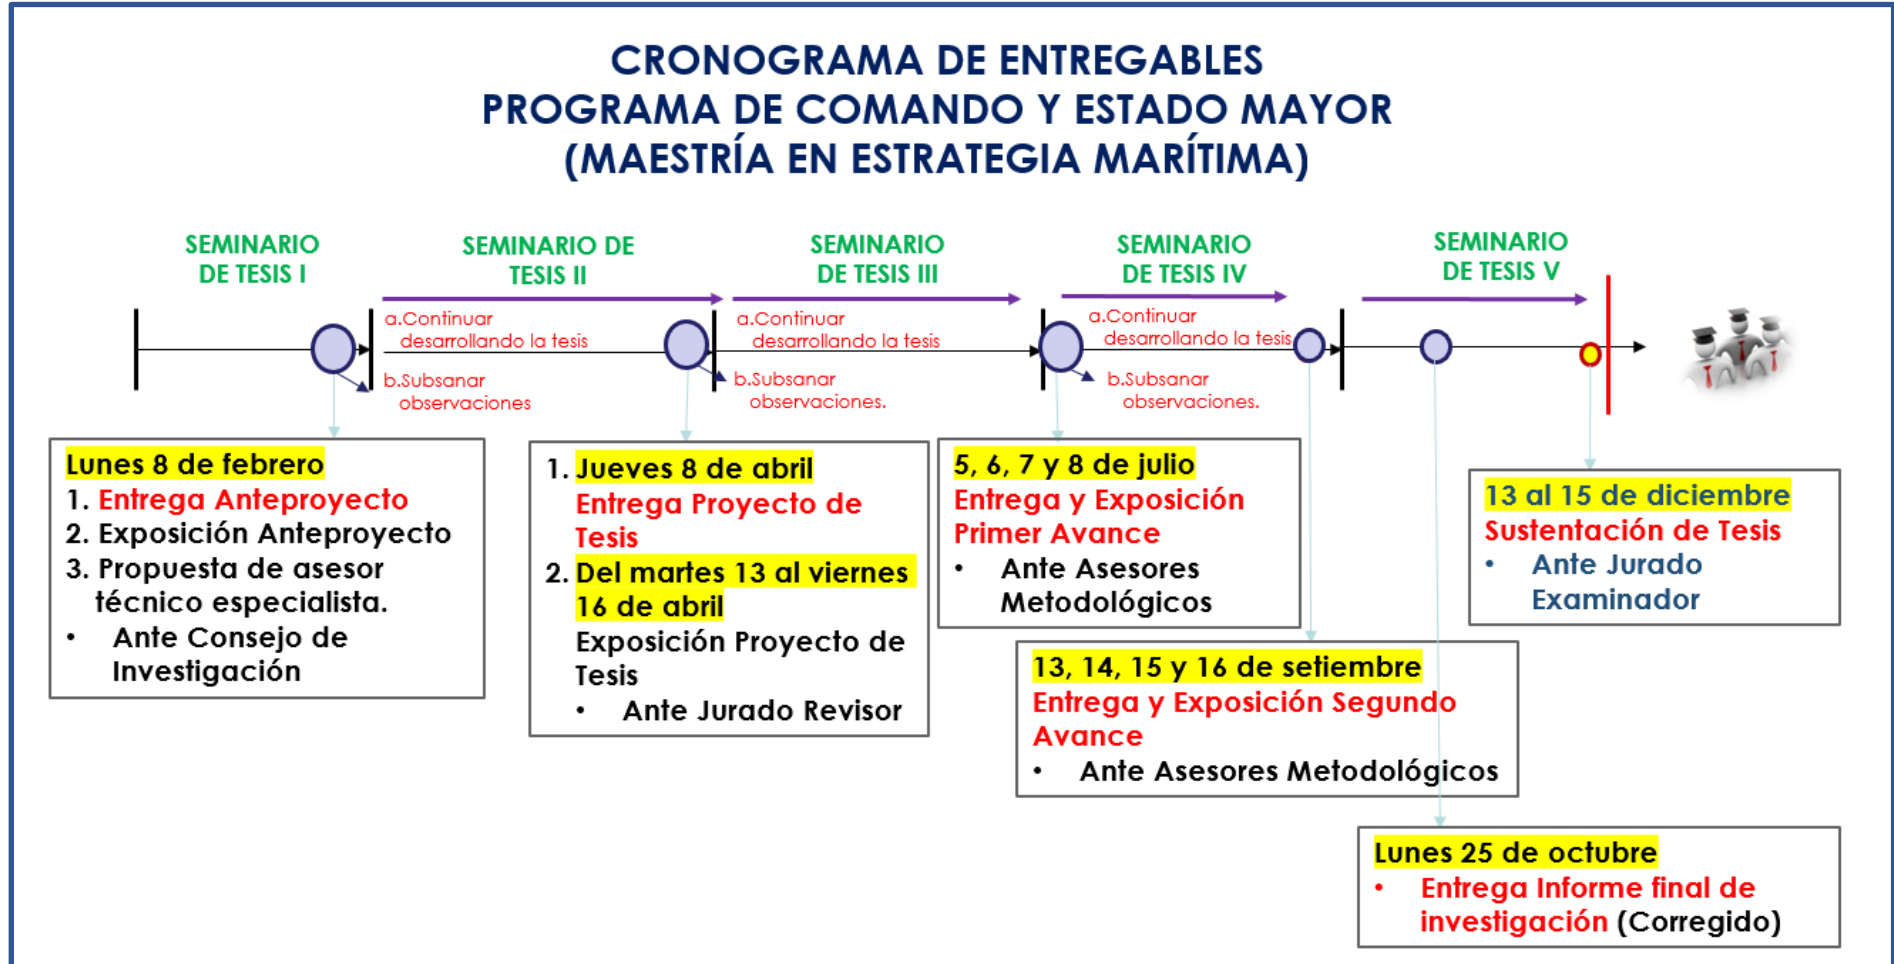 CRONOGRAMA DE ENTREGABLES
PROGRAMA DE COMANDO Y ESTADO MAYOR
(MAESTRÍA EN ESTRATEGIA MARÍTIMA)
SEMINARIO
DE TESIS I
SEMINARIO DE
TESIS II
SEMINARIO
DE TESIS III
SEMINARIO
DE TESIS IV
SEMINARIO
DE TESIS V
a.Continuar
desarrollando la tesis
b.Subsanar
observaciones
a.Continuar
desarrollando la tesis
b.Subsanar
observaciones.
a.Continuar
desarrollando la tesis
b.Subsanar
observaciones.
Lunes 8 de febrero
1. Entrega Anteproyecto
2. Exposición Anteproyecto
3. Propuesta de asesor
técnico especialista.
• Ante Consejo de
Investigación
1. Jueves 8 de abril
Entrega Proyecto de
Tesis
2. Del martes 13 al viernes
16 de abril
Exposición Proyecto de
Tesis
• Ante Jurado Revisor
5, 6, 7 y 8 de julio
Entrega y Exposición
Primer Avance
• Ante Asesores
Metodológicos
13, 14, 15 y 16 de setiembre
Entrega y Exposición Segundo
Avance
• Ante Asesores Metodológicos
Lunes 25 de octubre
• Entrega Informe final de
investigación (Corregido)
13 al 15 de diciembre
Sustentación de Tesis
• Ante Jurado
Examinador